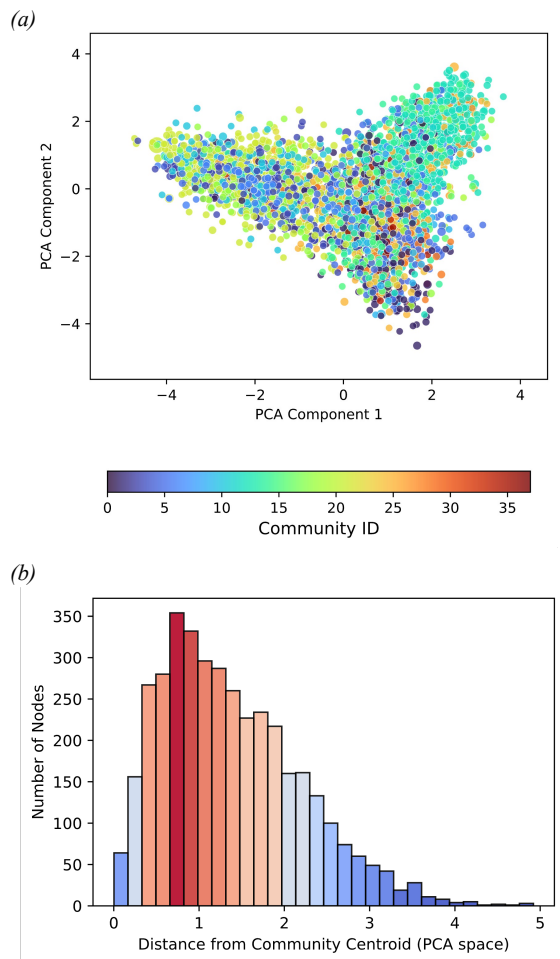 (a)
4
2
0
−2
−4
PCA Component 2
−4 −2 0 2 4
PCA Component 1
0 5 10 15 20 25 30 35
Community ID
(b)
350
300
250
200
150
100
50
0
Number of Nodes
0 1 2 3 4 5
Distance from Community Centroid (PCA space)